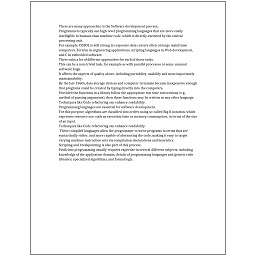 There are many approaches to the Software development process.
Programs in typically use high-level programming languages that are more easily
intelligible to humans than machine code, which is directly executed by the central
processing unit.
For example, COBOL is still strong in corporate data centers often on large mainframe
computers, Fortran in engineering applications, scripting languages in Web development,
and C in embedded software.
There exist a lot of different approaches for each of those tasks.
This can be a non-trivial task, for example as with parallel processes or some unusual
software bugs.
It affects the aspects of quality above, including portability, usability and most importantly
maintainability.
By the late 1960s, data storage devices and computer terminals became inexpensive enough
that programs could be created by typing directly into the computers.
Provided the functions in a library follow the appropriate run-time conventions (e.g.,
method of passing arguments), then these functions may be written in any other language.
Techniques like Code refactoring can enhance readability.
Programming languages are essential for software development.
For this purpose, algorithms are classified into orders using so-called Big O notation, which
expresses resource use, such as execution time or memory consumption, in terms of the size
of an input.
Techniques like Code refactoring can enhance readability.
These compiled languages allow the programmer to write programs in terms that are
syntactically richer, and more capable of abstracting the code, making it easy to target
varying machine instruction sets via compilation declarations and heuristics.
Scripting and breakpointing is also part of this process.
Proficient programming usually requires expertise in several different subjects, including
knowledge of the application domain, details of programming languages and generic code
libraries, specialized algorithms, and formal logic.